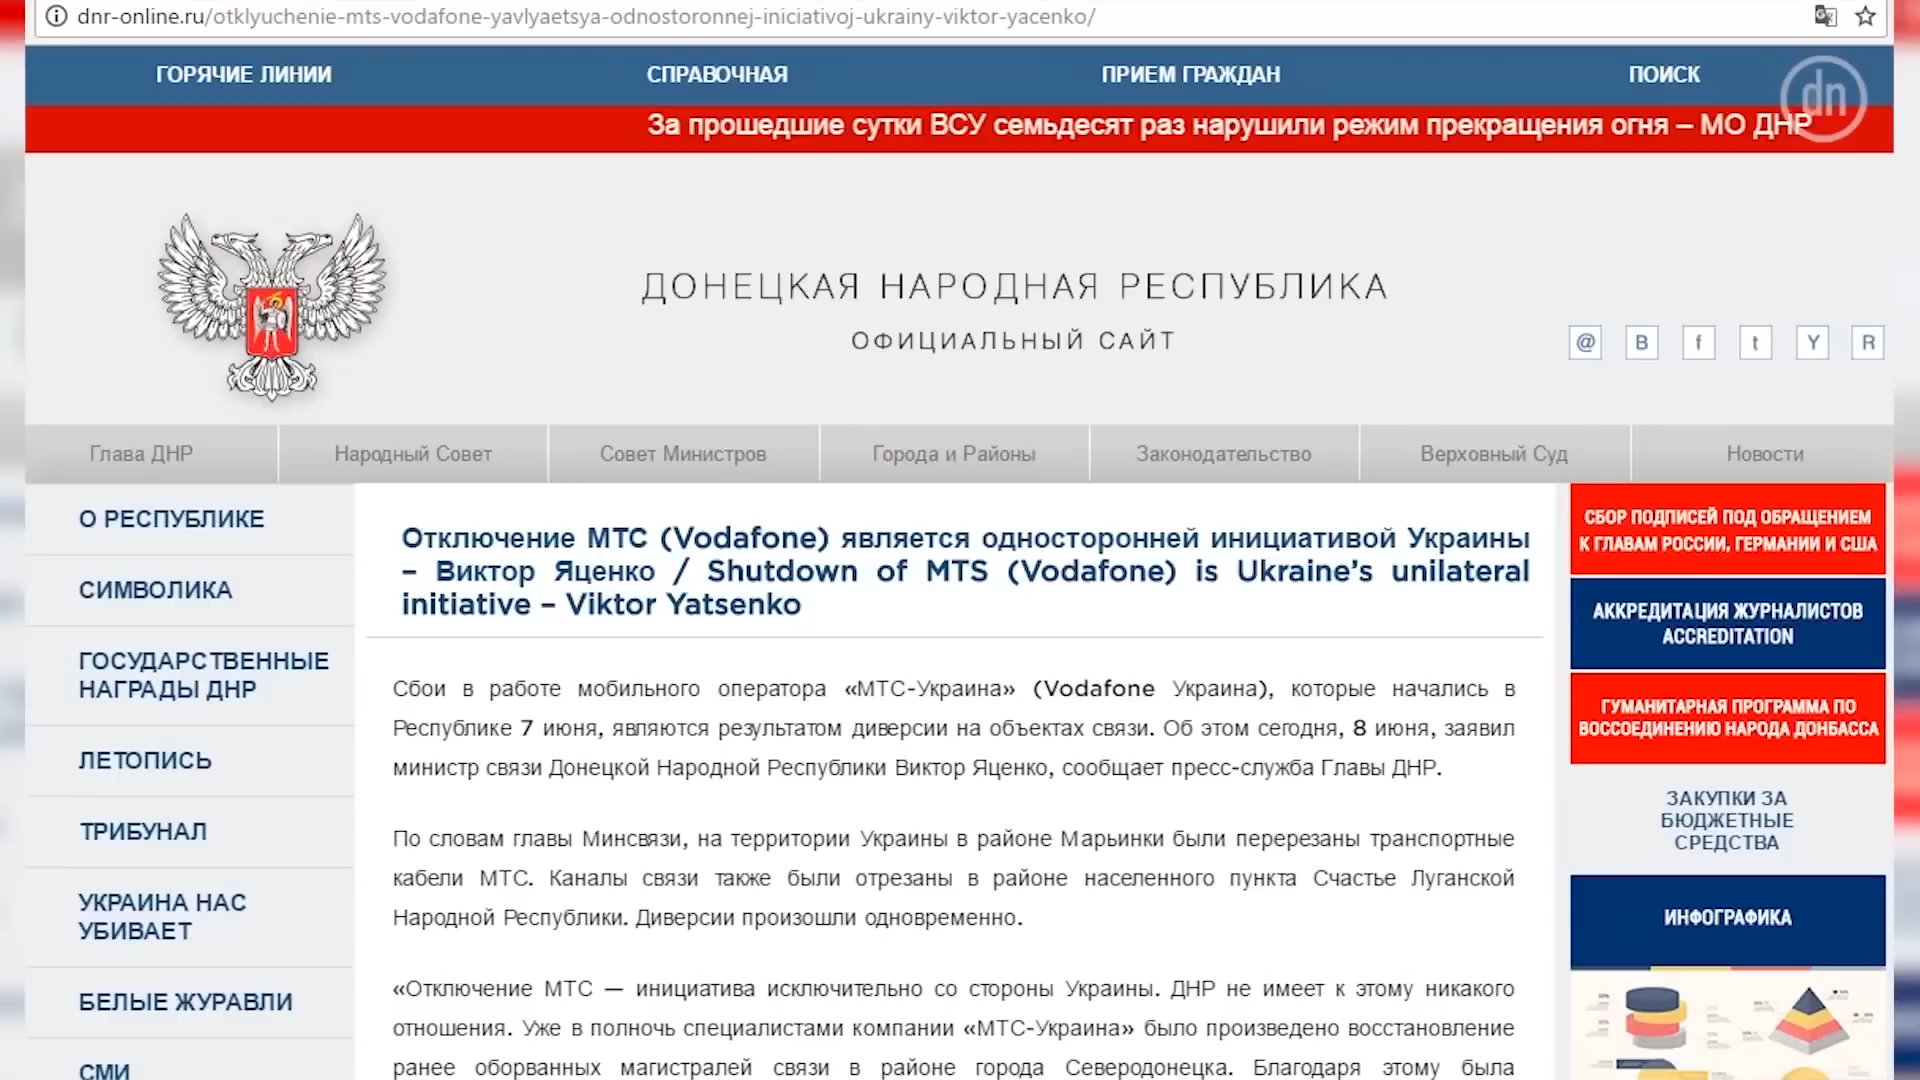 dnr-online.ru/otklyuchenie-mts-vodafone-yavlyaetsya-odnostoronnej-iniciativoj-ukrainy-viktor-yacenko/
ГОРЯЧИЕ ЛИНИИ
СПРАВОЧНАЯ
ПРИЕМ ГРАЖДАН
ПОИСК
dn
За прошедшие сутки ВСУ семьдесят раз нарушили режим прекращения огня – МО ДНР
ДОНЕЦКАЯ НАРОДНАЯ РЕСПУБЛИКА
ОФИЦИАЛЬНЫЙ САЙТ
@ B f t Y R
Глава ДНР
Народный Совет
Совет Министров
Города и Районы
Законодательство
Верховный Суд
Новости
О РЕСПУБЛИКЕ
СИМВОЛИКА
ГОСУДАРСТВЕННЫЕ
НАГРАДЫ ДНР
ЛЕТОПИСЬ
ТРИБУНАЛ
УКРАИНА НАС
УБИВАЕТ
БЕЛЫЕ ЖУРАВЛИ
СМИ
Отключение МТС (Vodafone) является односторонней инициативой Украины
– Виктор Яценко / Shutdown of MTS (Vodafone) is Ukraine’s unilateral
initiative – Viktor Yatsenko
Сбои в работе мобильного оператора «МТС-Украина» (Vodafone Украина), которые начались в
Республике 7 июня, являются результатом диверсии на объектах связи. Об этом сегодня, 8 июня, заявил
министр связи Донецкой Народной Республики Виктор Яценко, сообщает пресс-служба Главы ДНР.
По словам главы Минсвязи, на территории Украины в районе Марьинки были перерезаны транспортные
кабели МТС. Каналы связи также были отрезаны в районе населенного пункта Счастье Луганской
Народной Республики. Диверсии произошли одновременно.
«Отключение МТС — инициатива исключительно со стороны Украины. ДНР не имеет к этому никакого
отношения. Уже в полночь специалистами компании «МТС-Украина» было произведено восстановление
ранее оборванных магистралей связи в районе города Северодонецка. Благодаря этому была
СБОР ПОДПИСЕЙ ПОД ОБРАЩЕНИЕМ
К ГЛАВАМ РОССИИ, ГЕРМАНИИ И США
АККРЕДИТАЦИЯ ЖУРНАЛИСТОВ
ACCREDITATION
ГУМАНИТАРНАЯ ПРОГРАММА ПО
ВОССОЕДИНЕНИЮ НАРОДА ДОНБАССА
ЗАКУПКИ ЗА
БЮДЖЕТНЫЕ
СРЕДСТВА
ИНФОГРАФИКА